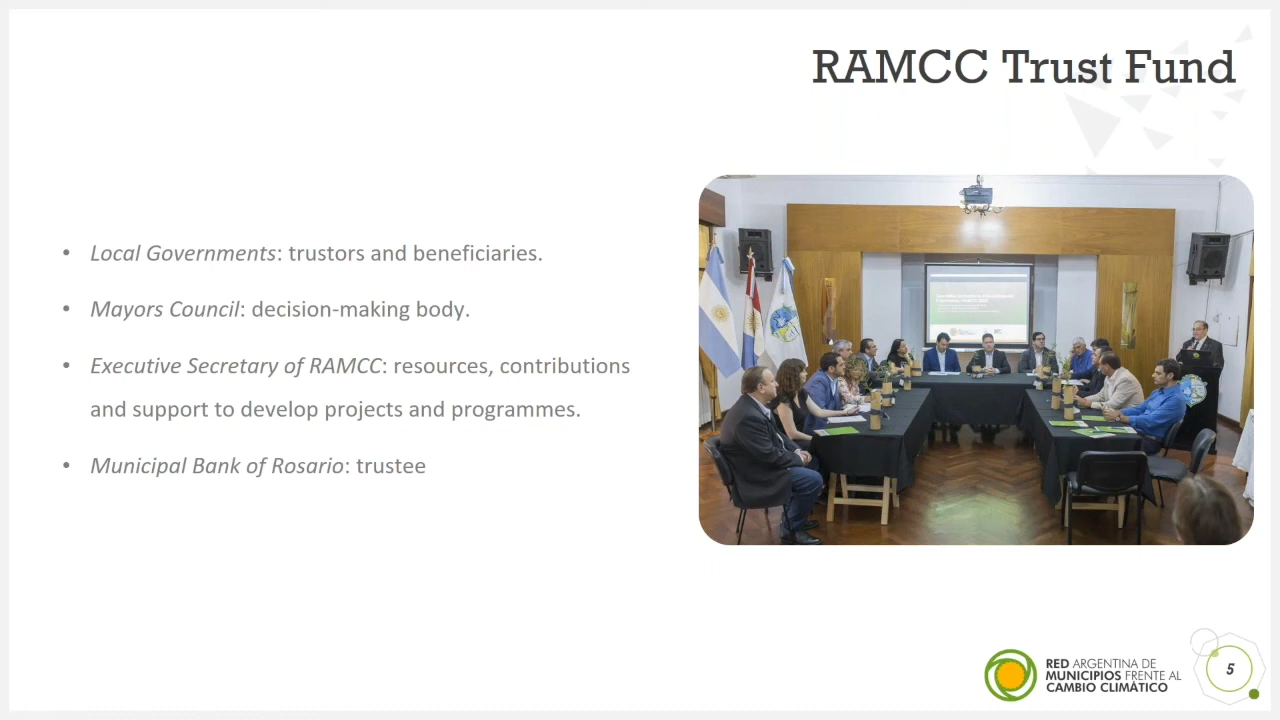 RAMCC Trust Fund
• Local Governments: trustors and beneficiaries.
• Mayors Council: decision-making body.
• Executive Secretary of RAMCC: resources, contributions
and support to develop projects and programmes.
• Municipal Bank of Rosario: trustee
RED ARGENTINA DE
MUNICIPIOS FRENTE AL
CAMBIO CLIMÁTICO
5